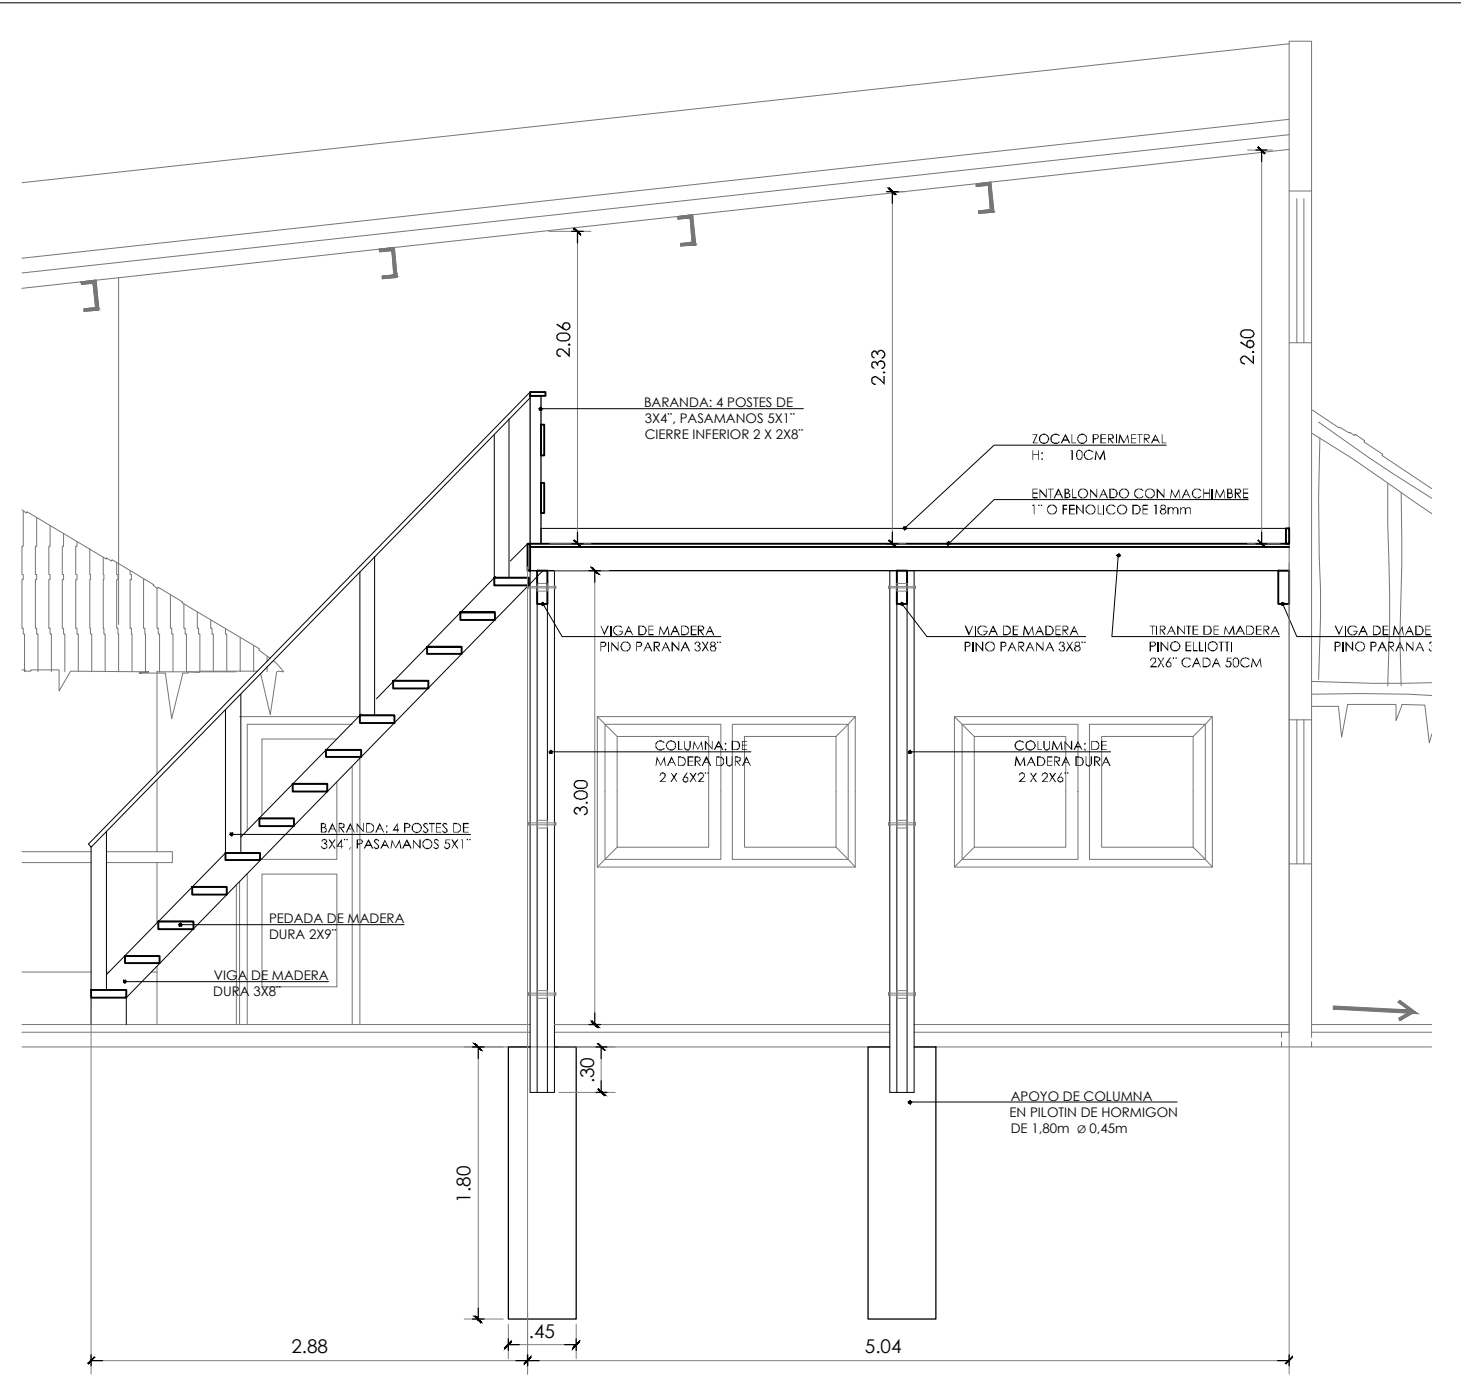 2.06
2.33
2.60
BARANDA: 4 POSTES DE
3X4¨, PASAMANOS 5X1¨
CIERRE INFERIOR 2 X 2X8¨
ZOCALO PERIMETRAL
H: 10CM
ENTABLONADO CON MACHIMBRE
1¨ O FENOLICO DE 18mm
VIGA DE MADERA
PINO PARANA 3X8¨
VIGA DE MADERA
PINO PARANA 3X8¨
TIRANTE DE MADERA
PINO ELLIOTTI
2X6¨ CADA 50CM
VIGA DE MADE
PINO PARANA 3
COLUMNA: DE
MADERA DURA
2 X 6X2¨
COLUMNA: DE
MADERA DURA
2 X 2X6¨
3.00
BARANDA: 4 POSTES DE
3X4¨, PASAMANOS 5X1¨
PEDADA DE MADERA
DURA 2X9¨
VIGA DE MADERA
DURA 3X8¨
.30
APOYO DE COLUMNA
EN PILOTIN DE HORMIGON
DE 1,80m ⌀ 0,45m
1.80
.45
2.88
5.04